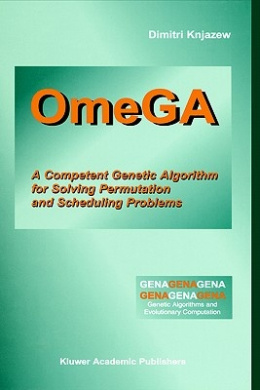 Dimitri Knjazew
OmeGA
A Competent Genetic Algorithm
for Solving Permutation
and Scheduling Problems
GENAGENAGENA
GENAGENAGENA
Genetic Algorithms and
Evolutionary Computation
Kluwer Academic Publishers